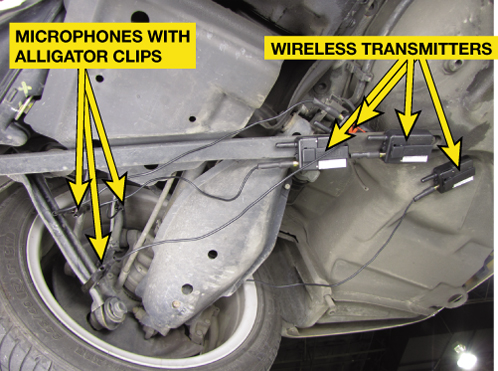 MICROPHONES WITH
ALLIGATOR CLIPS
WIRELESS TRANSMITTERS